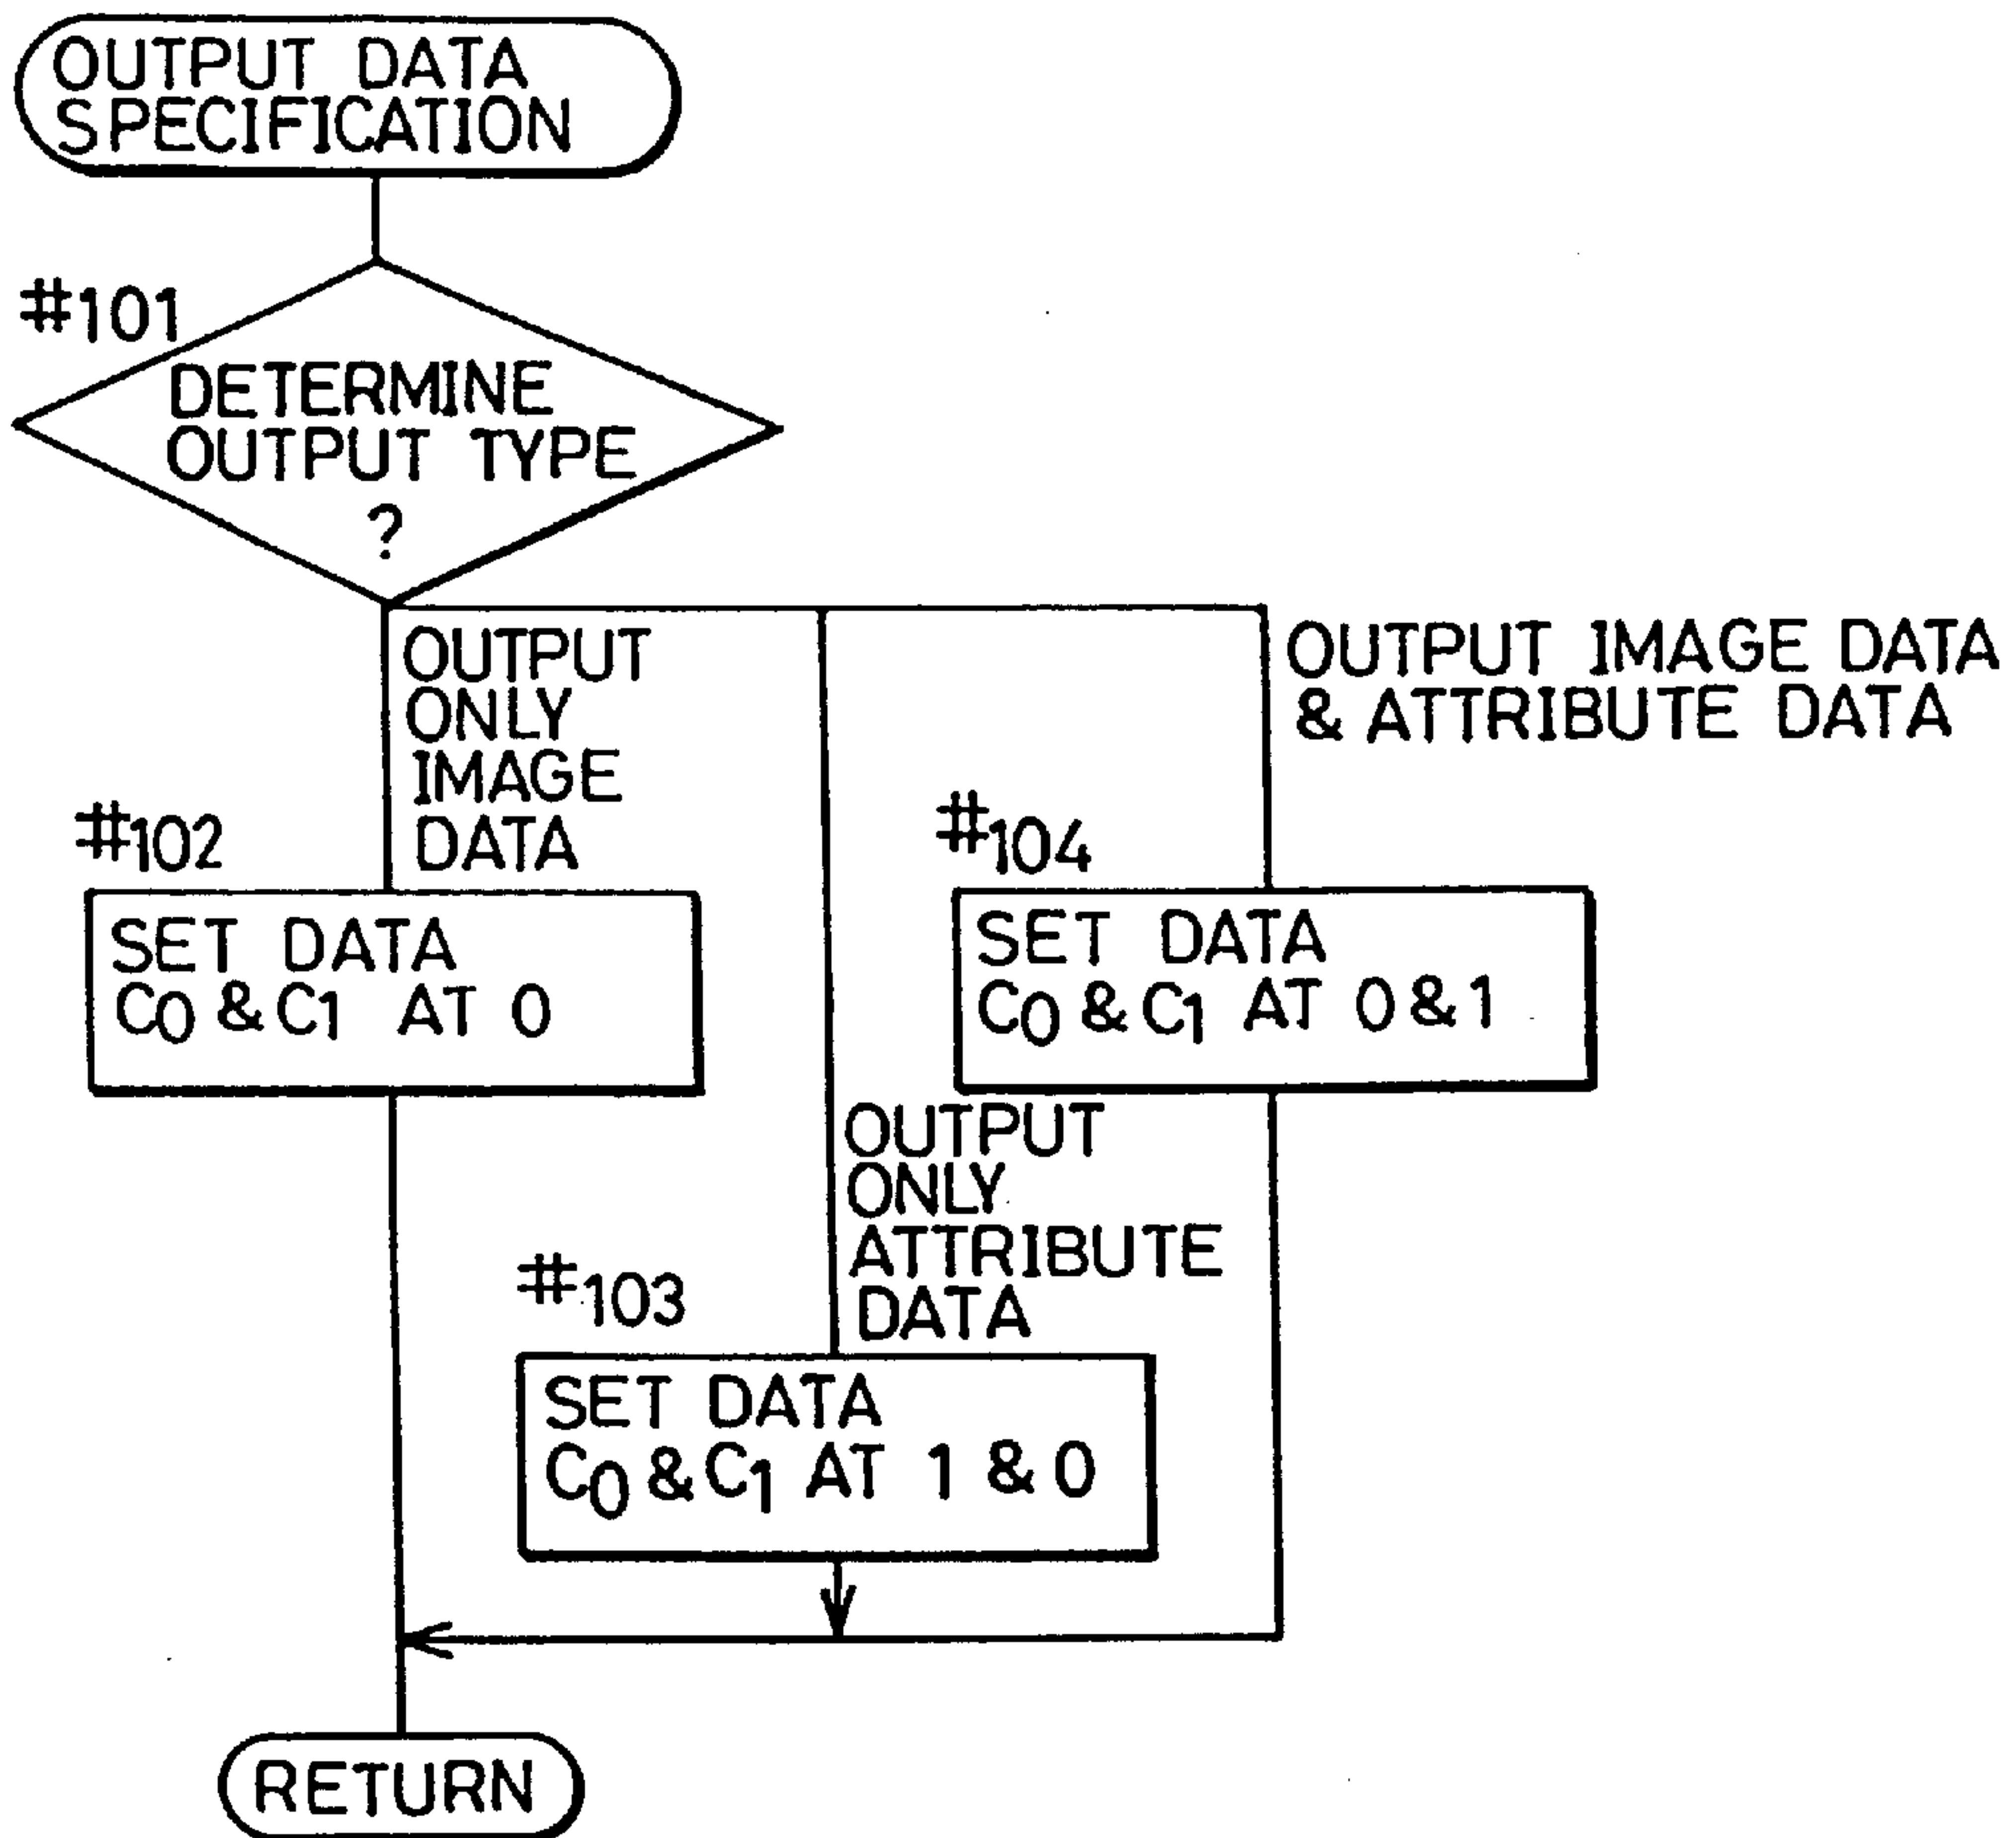 OUTPUT DATA
SPECIFICATION
#101
DETERMINE
OUTPUT TYPE
?
OUTPUT
ONLY
IMAGE
DATA
OUTPUT IMAGE DATA
& ATTRIBUTE DATA
#102
SET DATA
C0 & C1 AT 0
#104
SET DATA
C0 & C1 AT 0 & 1
OUTPUT
ONLY
ATTRIBUTE
DATA
#103
SET DATA
C0 & C1 AT 1 & 0
RETURN